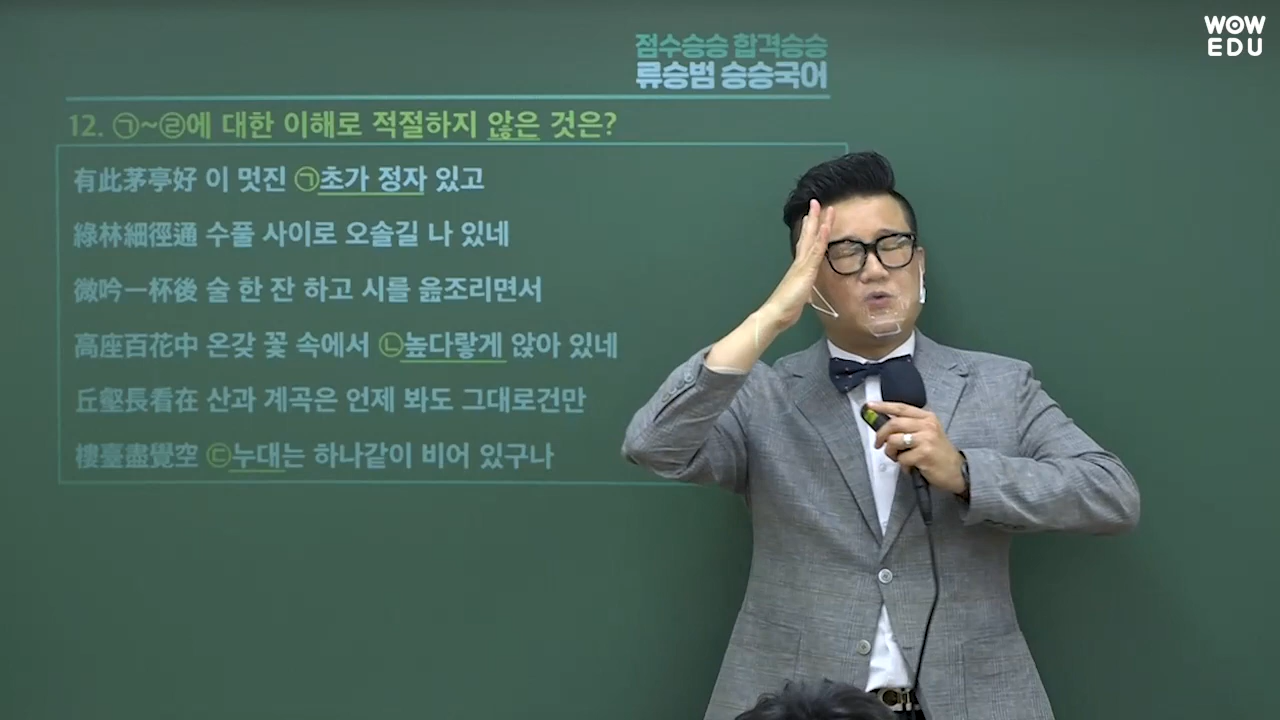 WOW
EDU
점수승승 합격승승
류승범 승승국어
12. ㉠~㉣에 대한 이해로 적절하지 않은 것은?
有此茅亭好 이 멋진 ㉠초가 정자 있고
綠林細徑通 수풀 사이로 오솔길 나 있네
微吟一杯後 술 한 잔 하고 시를 읊조리면서
高座百花中 온갖 꽃 속에서 ㉡높다랗게 앉아 있네
丘壑長看在 산과 계곡은 언제 봐도 그대로건만
樓臺盡覺空 ㉢누대는 하나같이 비어 있구나